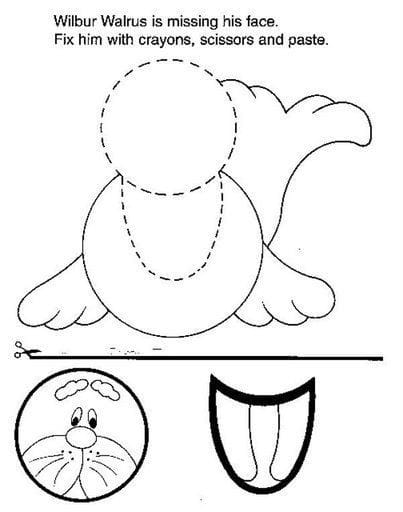 Wilbur Walrus is missing his face.
Fix him with crayons, scissors and paste.